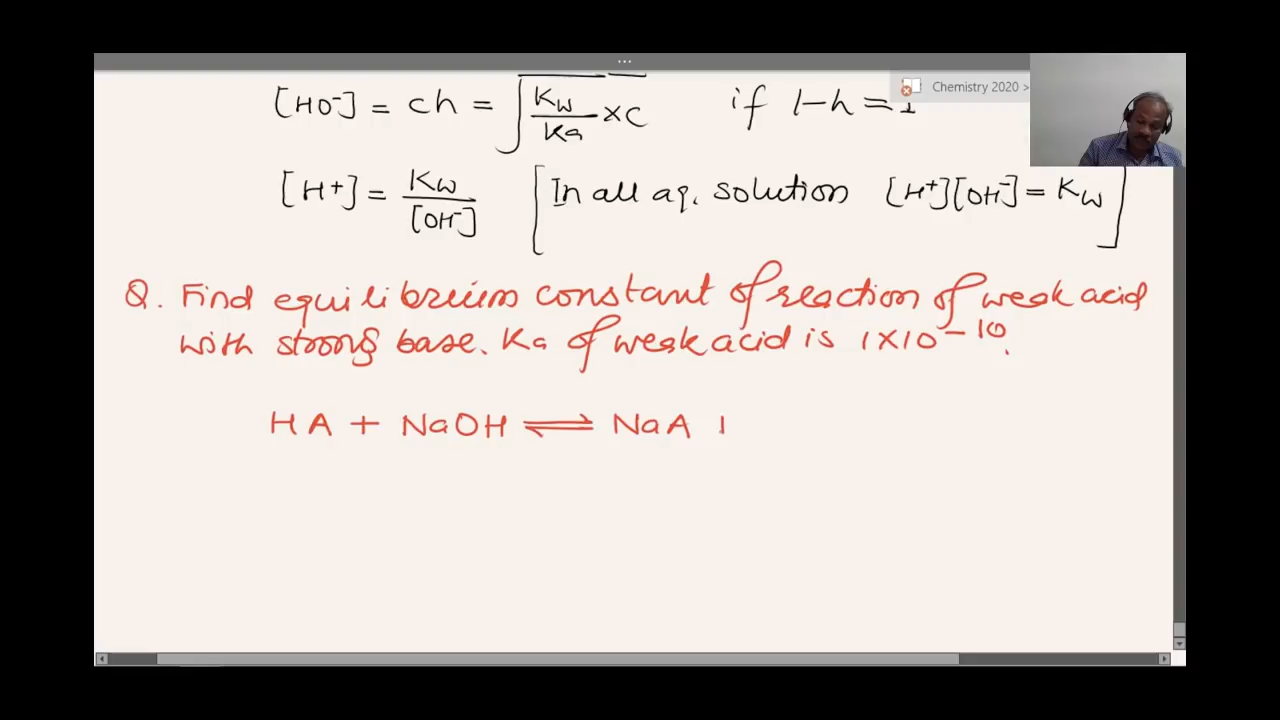 Chemistry 2020 >
[HO⁻] = ch = √(Kw/Ka × c) if 1-h = 1
[H⁺] = Kw/[OH⁻] [In all aq. solution [H⁺][OH⁻] = Kw]
Q. Find equilibrium constant of reaction of weak acid
with strong base. Ka of weak acid is 1×10⁻¹⁰.
HA + NaOH ⇌ NaA